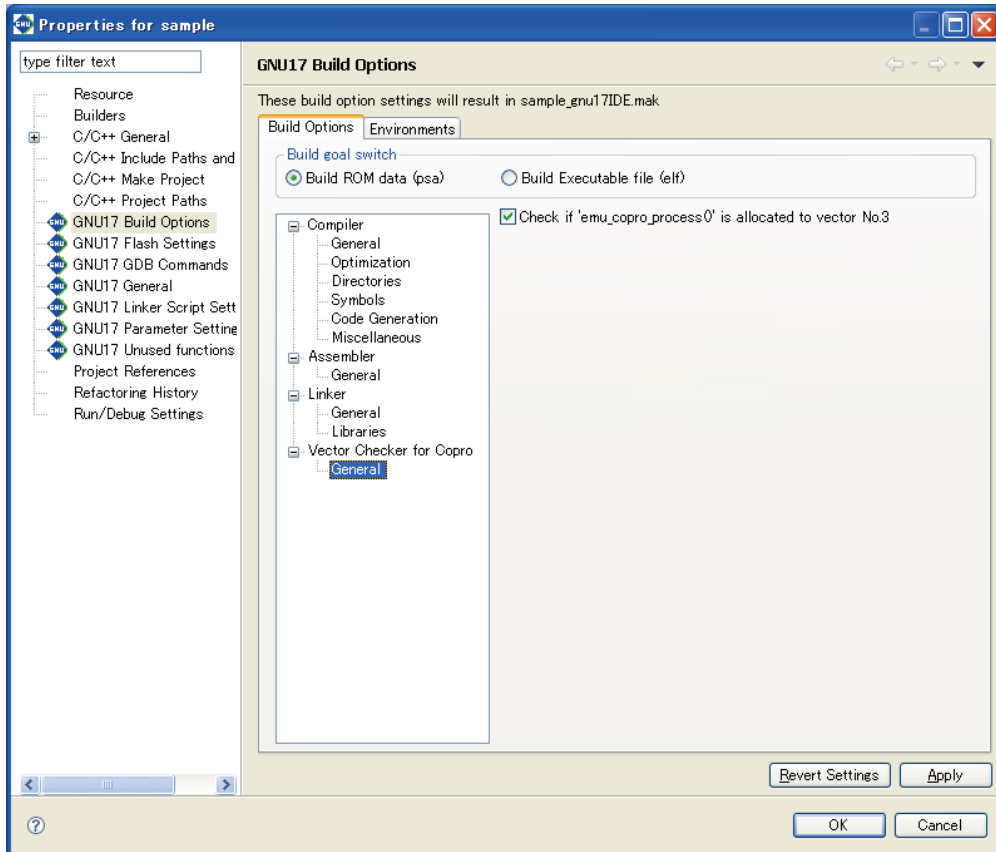 Properties for sample
type filter text
Resource
Builders
C/C++ General
C/C++ Include Paths and
C/C++ Make Project
C/C++ Project Paths
GNU17 Build Options
GNU17 Flash Settings
GNU17 GDB Commands
GNU17 General
GNU17 Linker Script Sett
GNU17 Parameter Setting
GNU17 Unused functions
Project References
Refactoring History
Run/Debug Settings
GNU17 Build Options
These build option settings will result in sample_gnu17IDE.mak
Build Options Environments
Build goal switch
Build ROM data (psa) Build Executable file (elf)
Compiler
General
Optimization
Directories
Symbols
Code Generation
Miscellaneous
Assembler
General
Linker
General
Libraries
Vector Checker for Copro
General
Check if 'emu_copro_process()' is allocated to vector No.3
Revert Settings Apply
OK Cancel